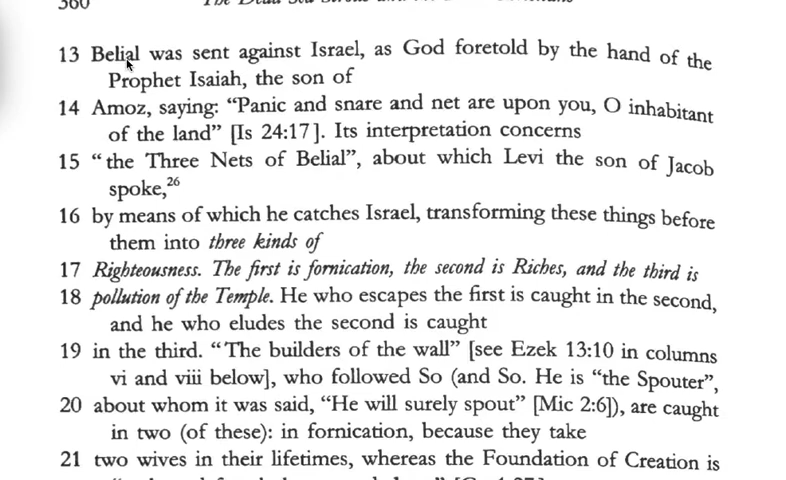 360
13 Belial was sent against Israel, as God foretold by the hand of the
Prophet Isaiah, the son of
14 Amoz, saying: “Panic and snare and net are upon you, O inhabitant
of the land” [Is 24:17]. Its interpretation concerns
15 “the Three Nets of Belial”, about which Levi the son of Jacob
spoke,26
16 by means of which he catches Israel, transforming these things before
them into three kinds of
17 Righteousness. The first is fornication, the second is Riches, and the third is
18 pollution of the Temple. He who escapes the first is caught in the second,
and he who eludes the second is caught
19 in the third. “The builders of the wall” [see Ezek 13:10 in columns
vi and viii below], who followed So (and So. He is “the Spouter”,
20 about whom it was said, “He will surely spout” [Mic 2:6]), are caught
in two (of these): in fornication, because they take
21 two wives in their lifetimes, whereas the Foundation of Creation is